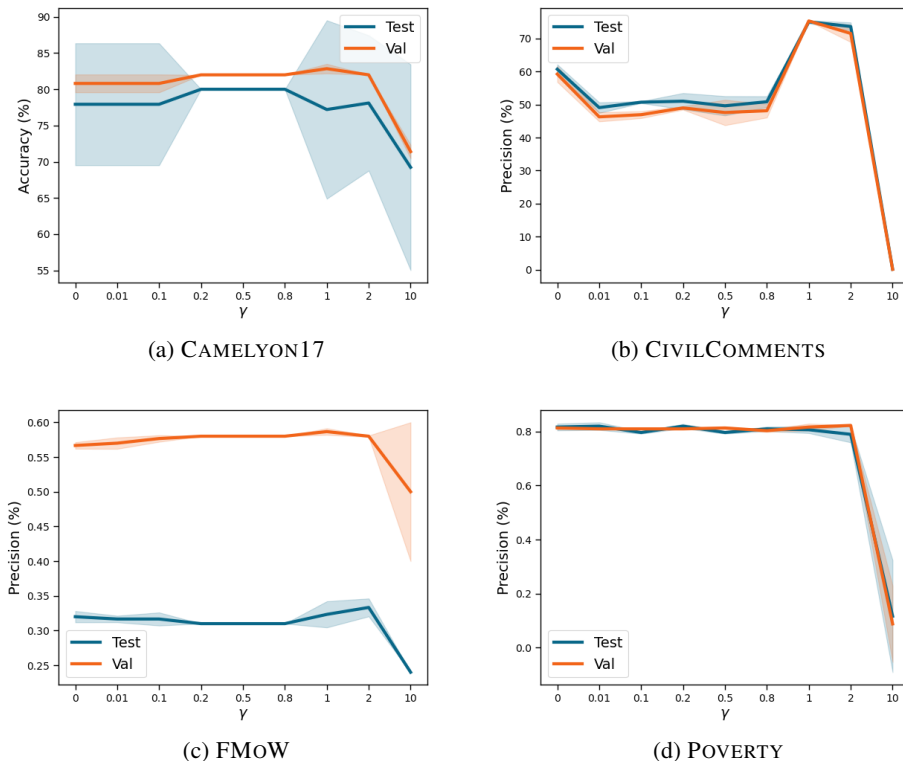 90
85
80
75
70
65
60
55
Accuracy (%)
0 0.01 0.1 0.2 0.5 0.8 1 2 10
γ
Test
Val
(a) CAMELYON17
70
60
50
40
30
20
10
0
Precision (%)
0 0.01 0.1 0.2 0.5 0.8 1 2 10
γ
Test
Val
(b) CIVILCOMMENTS
0.60
0.55
0.50
0.45
0.40
0.35
0.30
0.25
Precision (%)
0 0.01 0.1 0.2 0.5 0.8 1 2 10
γ
Test
Val
(c) FMOW
0.8
0.6
0.4
0.2
0.0
Precision (%)
0 0.01 0.1 0.2 0.5 0.8 1 2 10
γ
Test
Val
(d) POVERTY